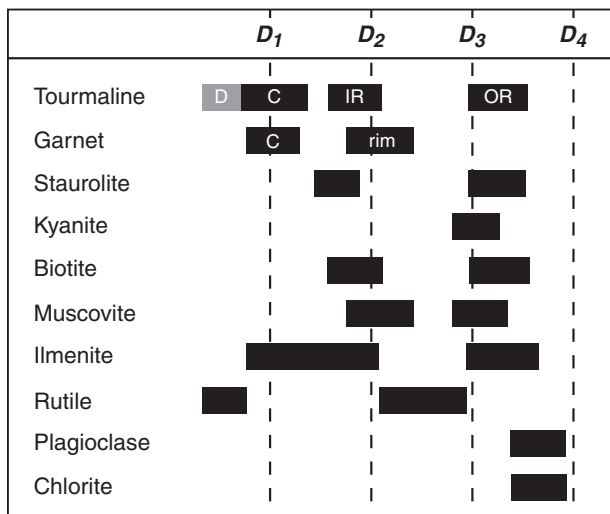 D1 D2 D3 D4
Tourmaline D C IR OR
Garnet C rim
Staurolite
Kyanite
Biotite
Muscovite
Ilmenite
Rutile
Plagioclase
Chlorite